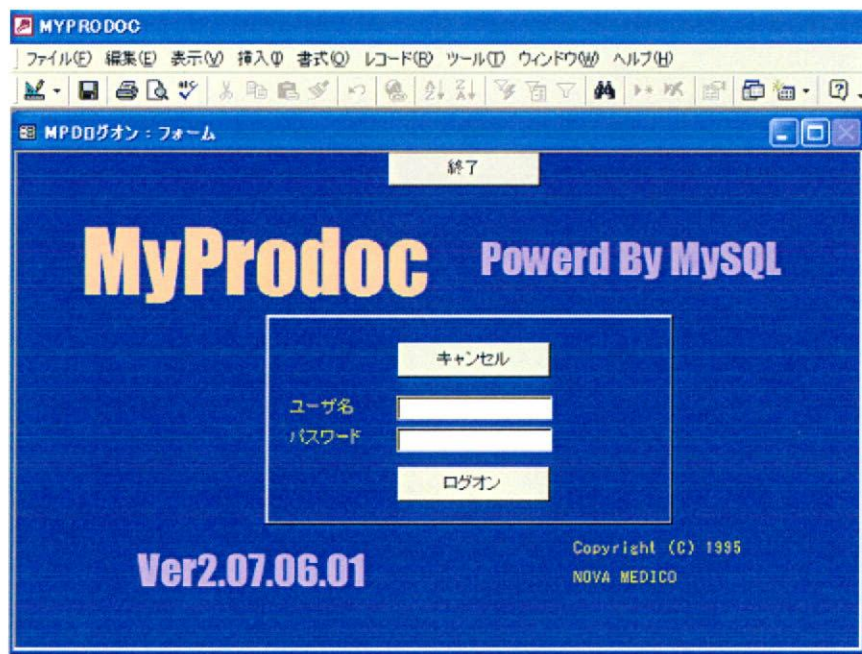 MYPRODOC
ファイル(F) 編集(E) 表示(V) 挿入(I) 書式(O) レコード(R) ツール(T) ウィンドウ(W) ヘルプ(H)
MPDログオン : フォーム
終了
MyProdoc Powerd By MySQL
キャンセル
ユーザ名
パスワード
ログオン
Ver2.07.06.01
Copyright (C) 1995
NOVA MEDICO